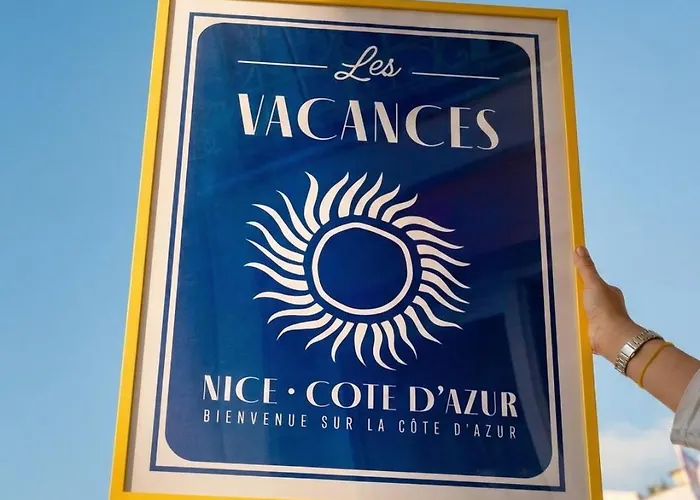 Les
VACANCES
NICE · COTE D'AZUR
BIENVENUE SUR LA CÔTE D'AZUR